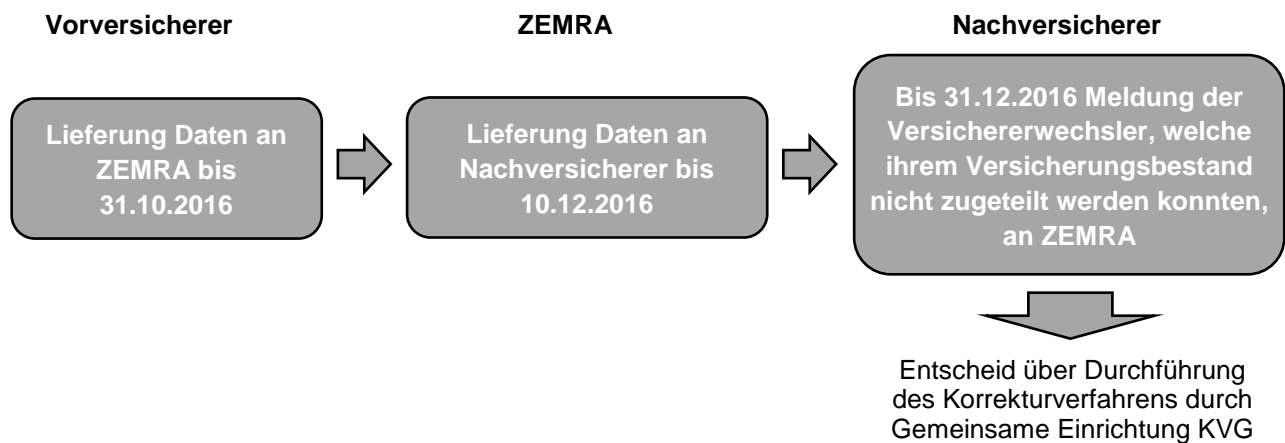 Vorversicherer
ZEMRA
Nachversicherer
Lieferung Daten an
ZEMRA bis
31.10.2016
Lieferung Daten an
Nachversicherer bis
10.12.2016
Bis 31.12.2016 Meldung der
Versichererwechsler, welche
ihrem Versicherungsbestand
nicht zugeteilt werden konnten,
an ZEMRA
Entscheid über Durchführung
des Korrekturverfahrens durch
Gemeinsame Einrichtung KVG